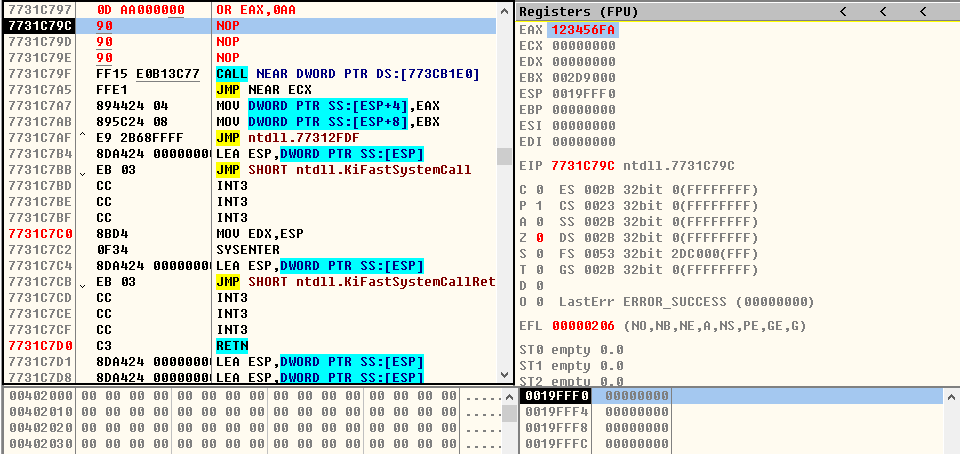 7731C797 0D AA000000 OR EAX,0AA
7731C79C 90 NOP
7731C79D 90 NOP
7731C79E 90 NOP
7731C79F FF15 E0B13C77 CALL NEAR DWORD PTR DS:[773CB1E0]
7731C7A5 FFE1 JMP NEAR ECX
7731C7A7 894424 04 MOV DWORD PTR SS:[ESP+4],EAX
7731C7AB 895C24 08 MOV DWORD PTR SS:[ESP+8],EBX
7731C7AF ^ E9 2B68FFFF JMP ntdll.77312FDF
7731C7B4 8DA424 0000000 LEA ESP,DWORD PTR SS:[ESP]
7731C7BB EB 03 JMP SHORT ntdll.KiFastSystemCall
7731C7BD CC INT3
7731C7BE CC INT3
7731C7BF CC INT3
7731C7C0 8BD4 MOV EDX,ESP
7731C7C2 0F34 SYSENTER
7731C7C4 8DA424 0000000 LEA ESP,DWORD PTR SS:[ESP]
7731C7CB EB 03 JMP SHORT ntdll.KiFastSystemCallRet
7731C7CD CC INT3
7731C7CE CC INT3
7731C7CF CC INT3
7731C7D0 C3 RETN
7731C7D1 8DA424 0000000 LEA ESP,DWORD PTR SS:[ESP]
7731C7D8 8DA424 0000000 LEA ESP,DWORD PTR SS:[ESP]
Registers (FPU) < < <
EAX 123456FA
ECX 00000000
EDX 00000000
EBX 002D9000
ESP 0019FFF0
EBP 00000000
ESI 00000000
EDI 00000000
EIP 7731C79C ntdll.7731C79C
C 0 ES 002B 32bit 0(FFFFFFFF)
P 1 CS 0023 32bit 0(FFFFFFFF)
A 0 SS 002B 32bit 0(FFFFFFFF)
Z 0 DS 002B 32bit 0(FFFFFFFF)
S 0 FS 0053 32bit 2DC000(FFF)
T 0 GS 002B 32bit 0(FFFFFFFF)
D 0
O 0 LastErr ERROR_SUCCESS (00000000)
EFL 00000206 (NO,NB,NE,A,NS,PE,GE,G)
ST0 empty 0.0
ST1 empty 0.0
ST2 empty 0.0
00402000 00 00 00 00 00 00 00 00 00 00 00 00 00 00 00 00 .....
00402010 00 00 00 00 00 00 00 00 00 00 00 00 00 00 00 00 .....
00402020 00 00 00 00 00 00 00 00 00 00 00 00 00 00 00 00 .....
00402030 00 00 00 00 00 00 00 00 00 00 00 00 00 00 00 00 .....
0019FFF0 00000000
0019FFF4 00000000
0019FFF8 00000000
0019FFFC 00000000